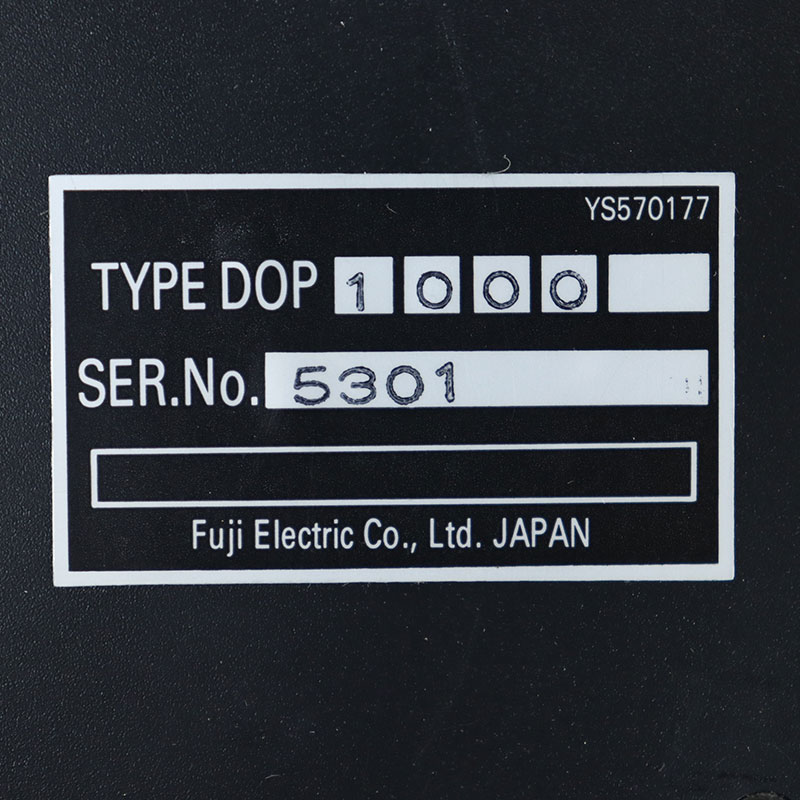 YS570177
TYPE DOP 1000
SER.No. 5301
Fuji Electric Co., Ltd. JAPAN